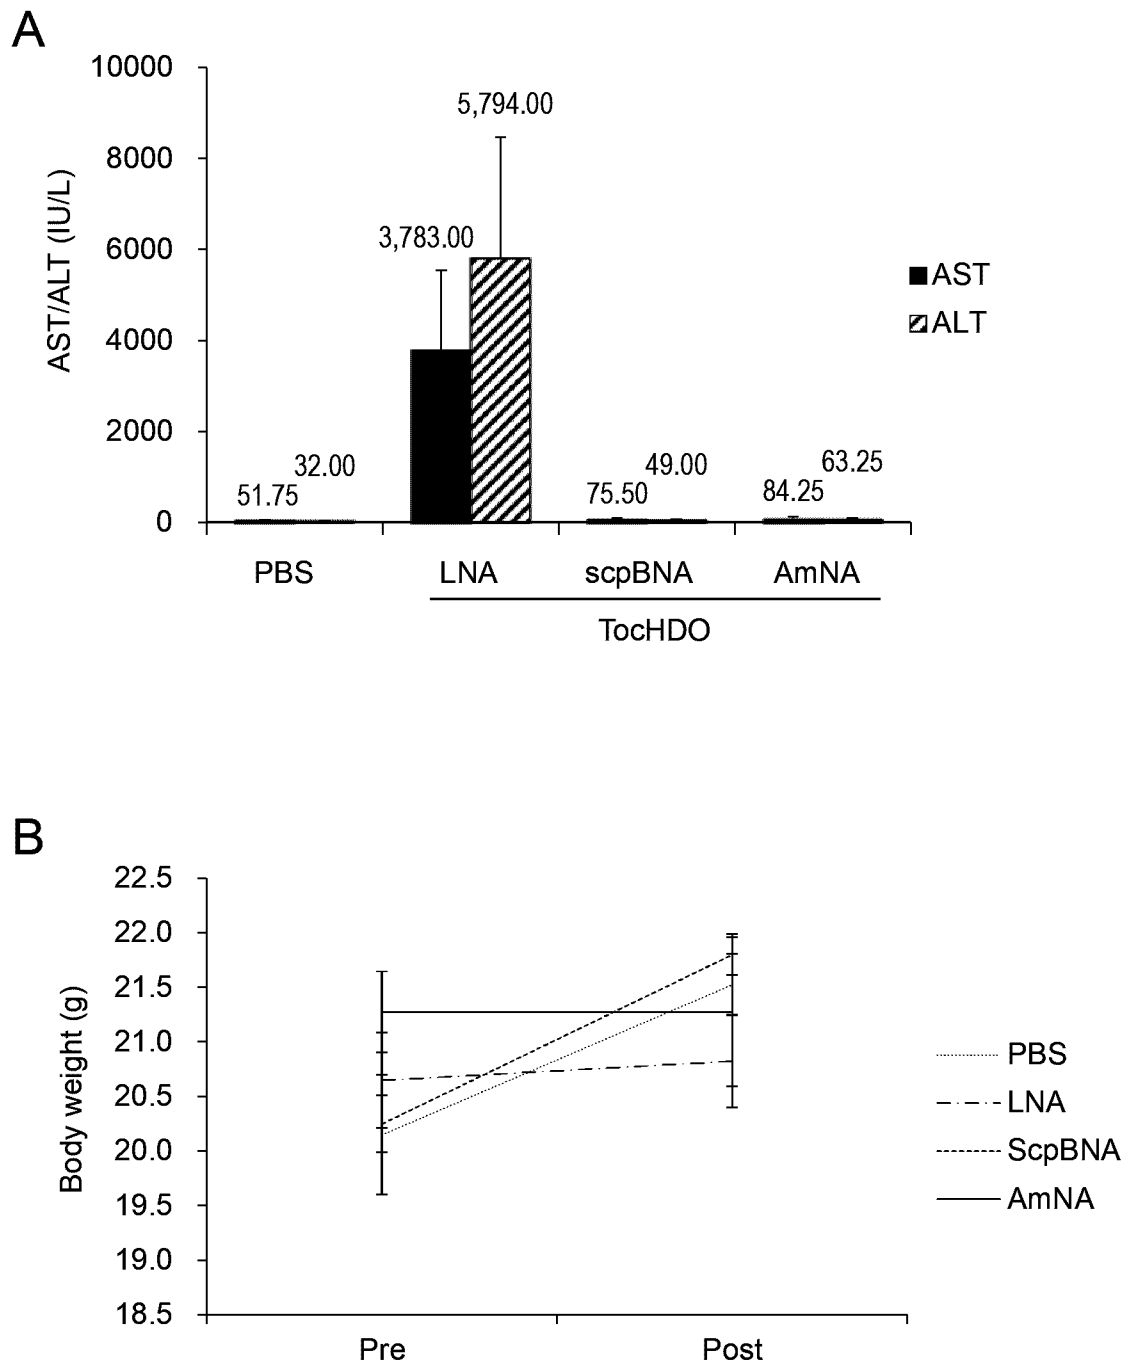 A
AST/ALT (IU/L)
10000
8000
6000
4000
2000
0
5,794.00
3,783.00
32.00
51.75
49.00
75.50
63.25
84.25
AST
ALT
PBS LNA scpBNA AmNA
TocHDO
B
Body weight (g)
22.5
22.0
21.5
21.0
20.5
20.0
19.5
19.0
18.5
PBS
LNA
ScpBNA
AmNA
Pre Post